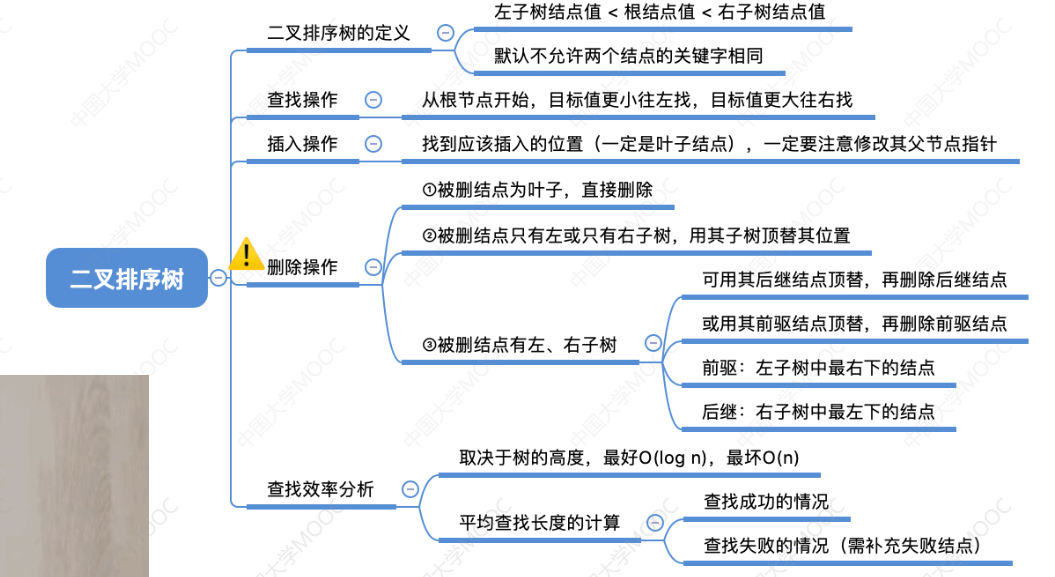 二叉排序树
二叉排序树的定义
左子树结点值 < 根结点值 < 右子树结点值
默认不允许两个结点的关键字相同
查找操作
从根节点开始，目标值更小往左找，目标值更大往右找
插入操作
找到应该插入的位置（一定是叶子结点），一定要注意修改其父节点指针
删除操作
①被删结点为叶子，直接删除
②被删结点只有左或只有右子树，用其子树顶替其位置
③被删结点有左、右子树
可用其后继结点顶替，再删除后继结点
或用其前驱结点顶替，再删除前驱结点
前驱：左子树中最右下的结点
后继：右子树中最左下的结点
查找效率分析
取决于树的高度，最好O(log n)，最坏O(n)
平均查找长度的计算
查找成功的情况
查找失败的情况（需补充失败结点）
中国大学MOOC